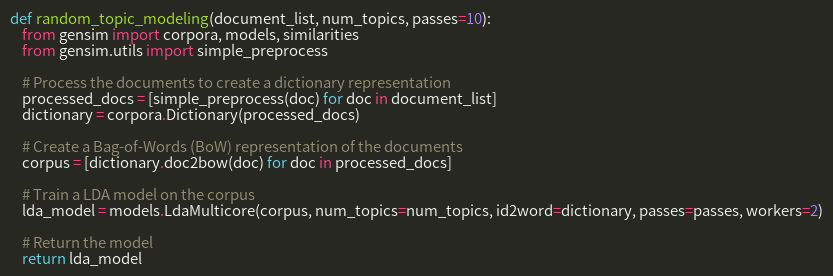 def random_topic_modeling(document_list, num_topics, passes=10):
from gensim import corpora, models, similarities
from gensim.utils import simple_preprocess
# Process the documents to create a dictionary representation
processed_docs = [simple_preprocess(doc) for doc in document_list]
dictionary = corpora.Dictionary(processed_docs)
# Create a Bag-of-Words (BoW) representation of the documents
corpus = [dictionary.doc2bow(doc) for doc in processed_docs]
# Train a LDA model on the corpus
lda_model = models.LdaMulticore(corpus, num_topics=num_topics, id2word=dictionary, passes=passes, workers=2)
# Return the model
return lda_model